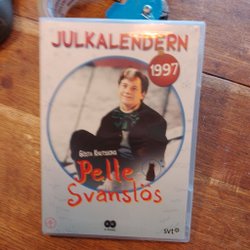 JULKALENDERN
1997
GÖSTA KNUTSSONS
Pelle
Svanslös
svt